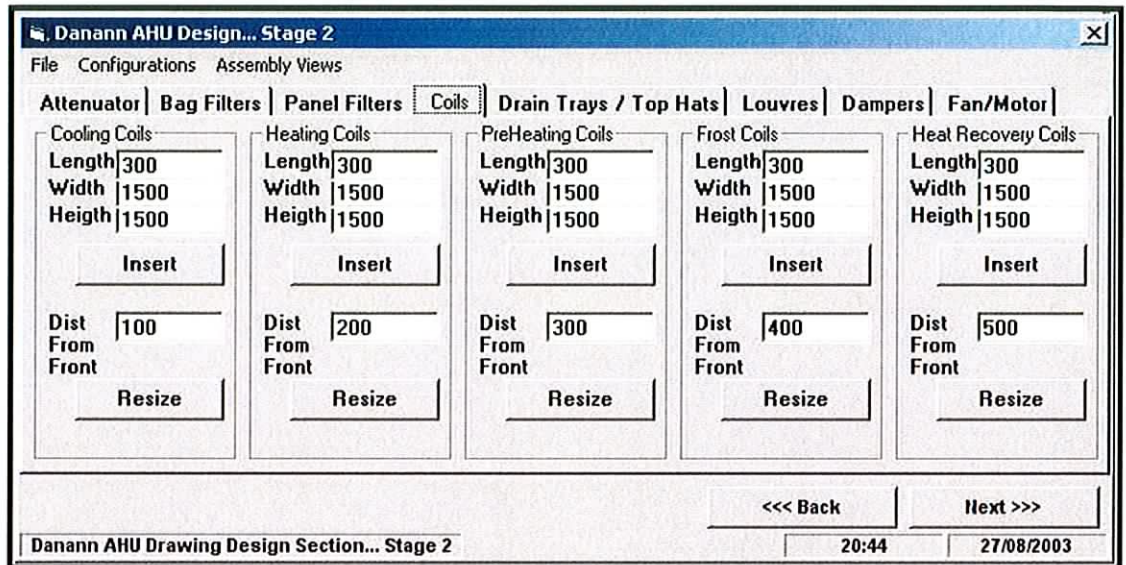 Danann AHU Design... Stage 2
File Configurations Assembly Views
Attenuator Bag Filters Panel Filters Coils Drain Trays / Top Hats Louvres Dampers Fan/Motor
Cooling Coils
Length 300
Width 1500
Heigth 1500
Insert
Dist From Front 100
Resize
Heating Coils
Length 300
Width 1500
Heigth 1500
Insert
Dist From Front 200
Resize
PreHeating Coils
Length 300
Width 1500
Heigth 1500
Insert
Dist From Front 300
Resize
Frost Coils
Length 300
Width 1500
Heigth 1500
Insert
Dist From Front 400
Resize
Heat Recovery Coils
Length 300
Width 1500
Heigth 1500
Insert
Dist From Front 500
Resize
<<< Back Next >>>
Danann AHU Drawing Design Section... Stage 2 20:44 27/08/2003